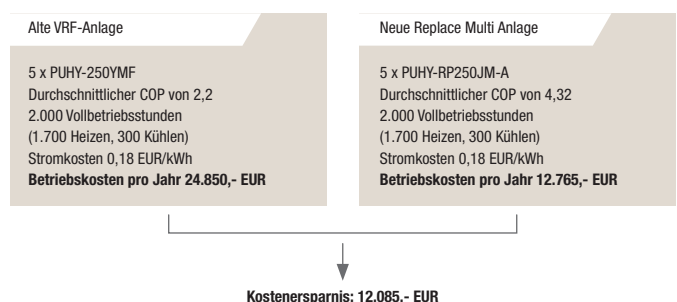 Alte VRF-Anlage
5 x PUHY-250YMF
Durchschnittlicher COP von 2,2
2.000 Vollbetriebsstunden
(1.700 Heizen, 300 Kühlen)
Stromkosten 0,18 EUR/kWh
Betriebskosten pro Jahr 24.850,- EUR
Neue Replace Multi Anlage
5 x PUHY-RP250JM-A
Durchschnittlicher COP von 4,32
2.000 Vollbetriebsstunden
(1.700 Heizen, 300 Kühlen)
Stromkosten 0,18 EUR/kWh
Betriebskosten pro Jahr 12.765,- EUR
Kostenersparnis: 12.085,- EUR